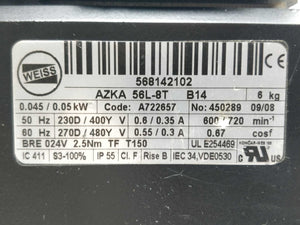 WEISS
568142102
AZKA 56L-8T B14 6 kg
0.045 / 0.05 kW Code: A722657 No: 450289 09/08
50 Hz 230D / 400Y V 0.6 / 0.35 A 600 / 720 min⁻¹
60 Hz 270D / 480Y V 0.55 / 0.3 A 0.67 cosf
BRE 024V 2.5Nm TF T150 UL E254469
IC 411 S3-100% IP 55 Cl. F Rise B IEC 34,VDE0530
c UL US